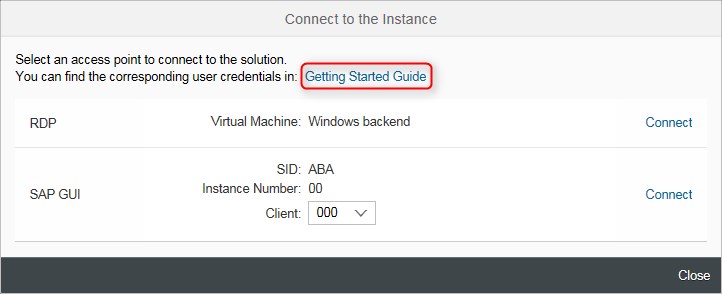 Connect to the Instance
Select an access point to connect to the solution.
You can find the corresponding user credentials in: Getting Started Guide
RDP Virtual Machine: Windows backend Connect
SID: ABA
Instance Number: 00
SAP GUI Connect
Client: 000
Close